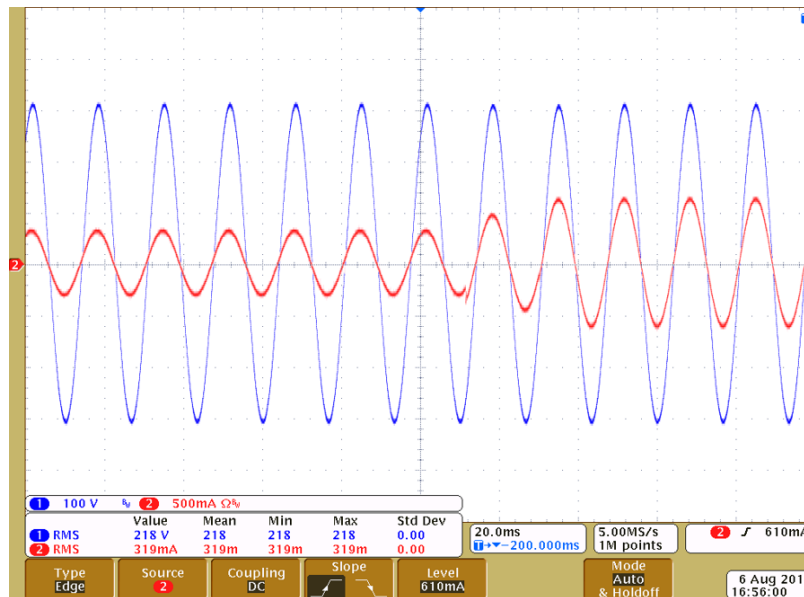 2
1 100 V Bw 2 500mA ΩBw
Value Mean Min Max Std Dev
1 RMS 218 V 218 218 218 0.00
2 RMS 319mA 319m 319m 319m 0.00
20.0ms
T→▼−200.000ms
5.00MS/s
1M points
2 610mA
Type
Edge
Source
2
Coupling
DC
Slope
Level
610mA
Mode
Auto
& Holdoff
6 Aug 201
16:56:00